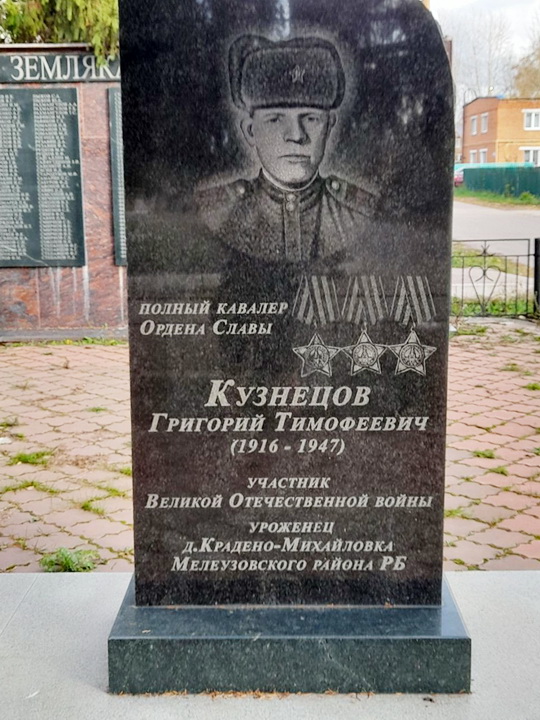 ЗЕМЛЯК
ПОЛНЫЙ КАВАЛЕР
ОРДЕНА СЛАВЫ
КУЗНЕЦОВ
ГРИГОРИЙ ТИМОФЕЕВИЧ
(1916 - 1947)
УЧАСТНИК
ВЕЛИКОЙ ОТЕЧЕСТВЕННОЙ ВОЙНЫ
УРОЖЕНЕЦ
Д.КРАДЕНО-МИХАЙЛОВКА
МЕЛЕУЗОВСКОГО РАЙОНА РБ